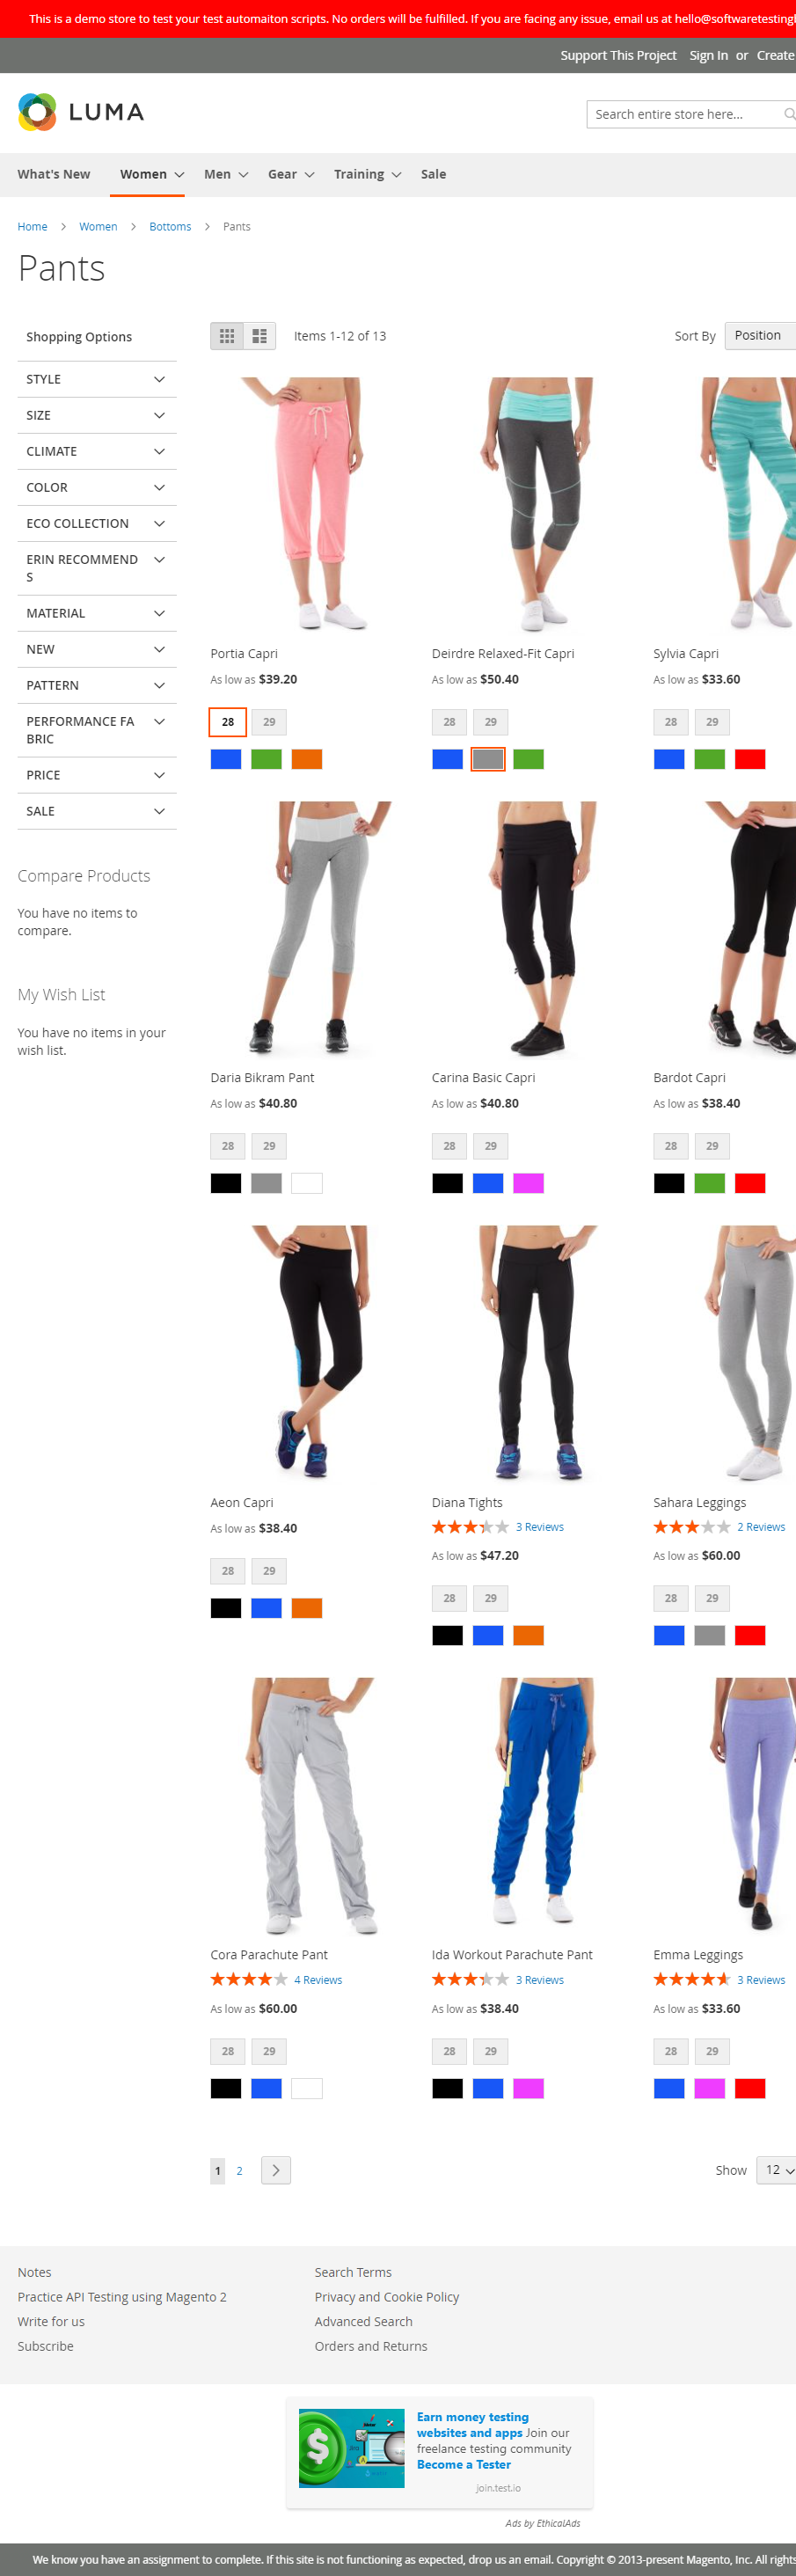 This is a demo store to test your test automaiton scripts. No orders will be fulfilled. If you are facing any issue, email us at
Support This Project Sign In or Create
LUMA
Search entire store here...
What's New Women Men Gear Training Sale
Home Women Bottoms Pants
Pants
Shopping Options
STYLE
SIZE
CLIMATE
COLOR
ECO COLLECTION
ERIN RECOMMEND
S
MATERIAL
NEW
PATTERN
PERFORMANCE FA
BRIC
PRICE
SALE
Compare Products
You have no items to
compare.
My Wish List
You have no items in your
wish list.
Items 1-12 of 13
Sort By Position
Portia Capri
As low as $39.20
28 29
Deirdre Relaxed-Fit Capri
As low as $50.40
28 29
Sylvia Capri
As low as $33.60
28 29
Daria Bikram Pant
As low as $40.80
28 29
Carina Basic Capri
As low as $40.80
28 29
Bardot Capri
As low as $38.40
28 29
Aeon Capri
As low as $38.40
28 29
Diana Tights
3 Reviews
As low as $47.20
28 29
Sahara Leggings
2 Reviews
As low as $60.00
28 29
Cora Parachute Pant
4 Reviews
As low as $60.00
28 29
Ida Workout Parachute Pant
3 Reviews
As low as $38.40
28 29
Emma Leggings
3 Reviews
As low as $33.60
28 29
1 2
Show 12
Notes
Practice API Testing using Magento 2
Write for us
Subscribe
Search Terms
Privacy and Cookie Policy
Advanced Search
Orders and Returns
Earn money testing
websites and apps Join our
freelance testing community
Become a Tester
join.test.io
Ads by EthicalAds
We know you have an assignment to complete. If this site is not functioning as expected, drop us an email. Copyright © 2013-present Magento, Inc. All rights